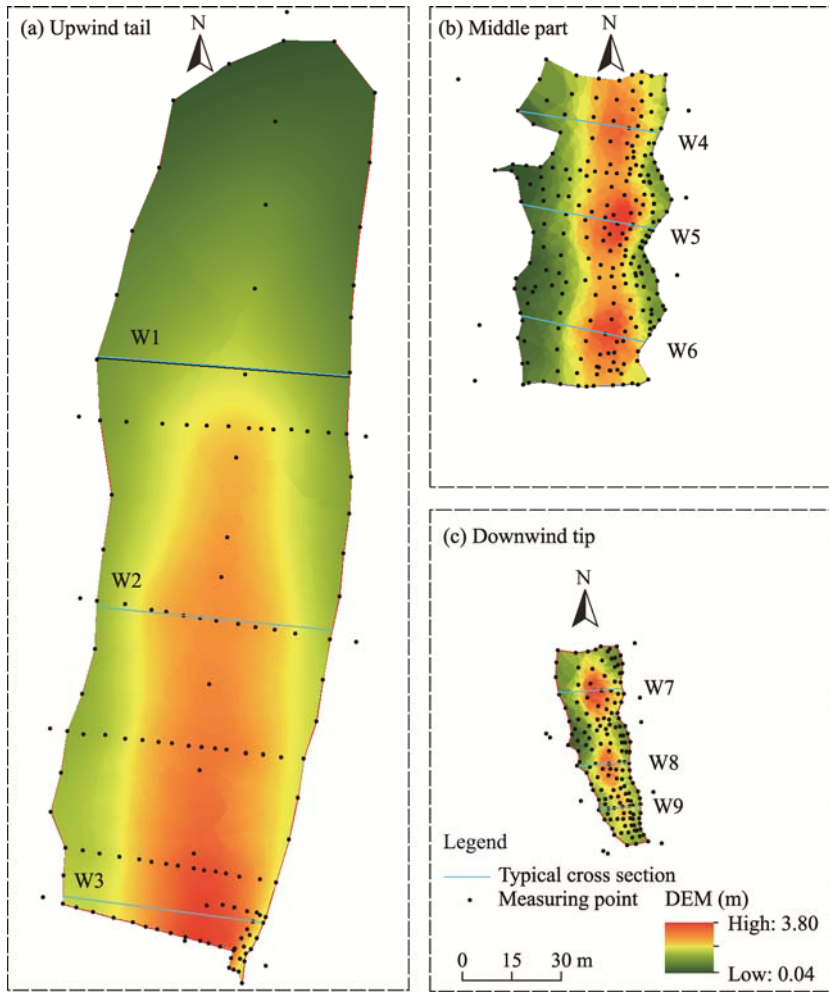 (a) Upwind tail
N
W1
W2
W3
(b) Middle part
N
W4
W5
W6
(c) Downwind tip
N
W7
W8
W9
Legend
Typical cross section
Measuring point
DEM (m)
High: 3.80
Low: 0.04
0 15 30 m